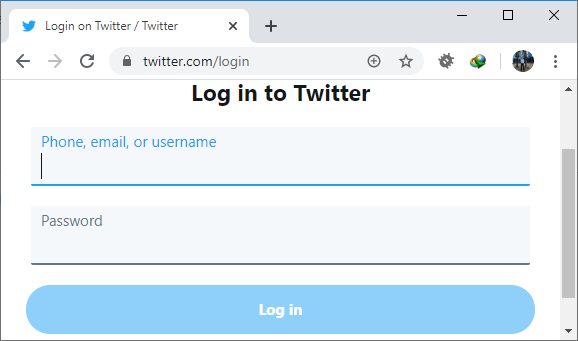 Login on Twitter / Twitter
twitter.com/login
Log in to Twitter
Phone, email, or username
Password
Log in